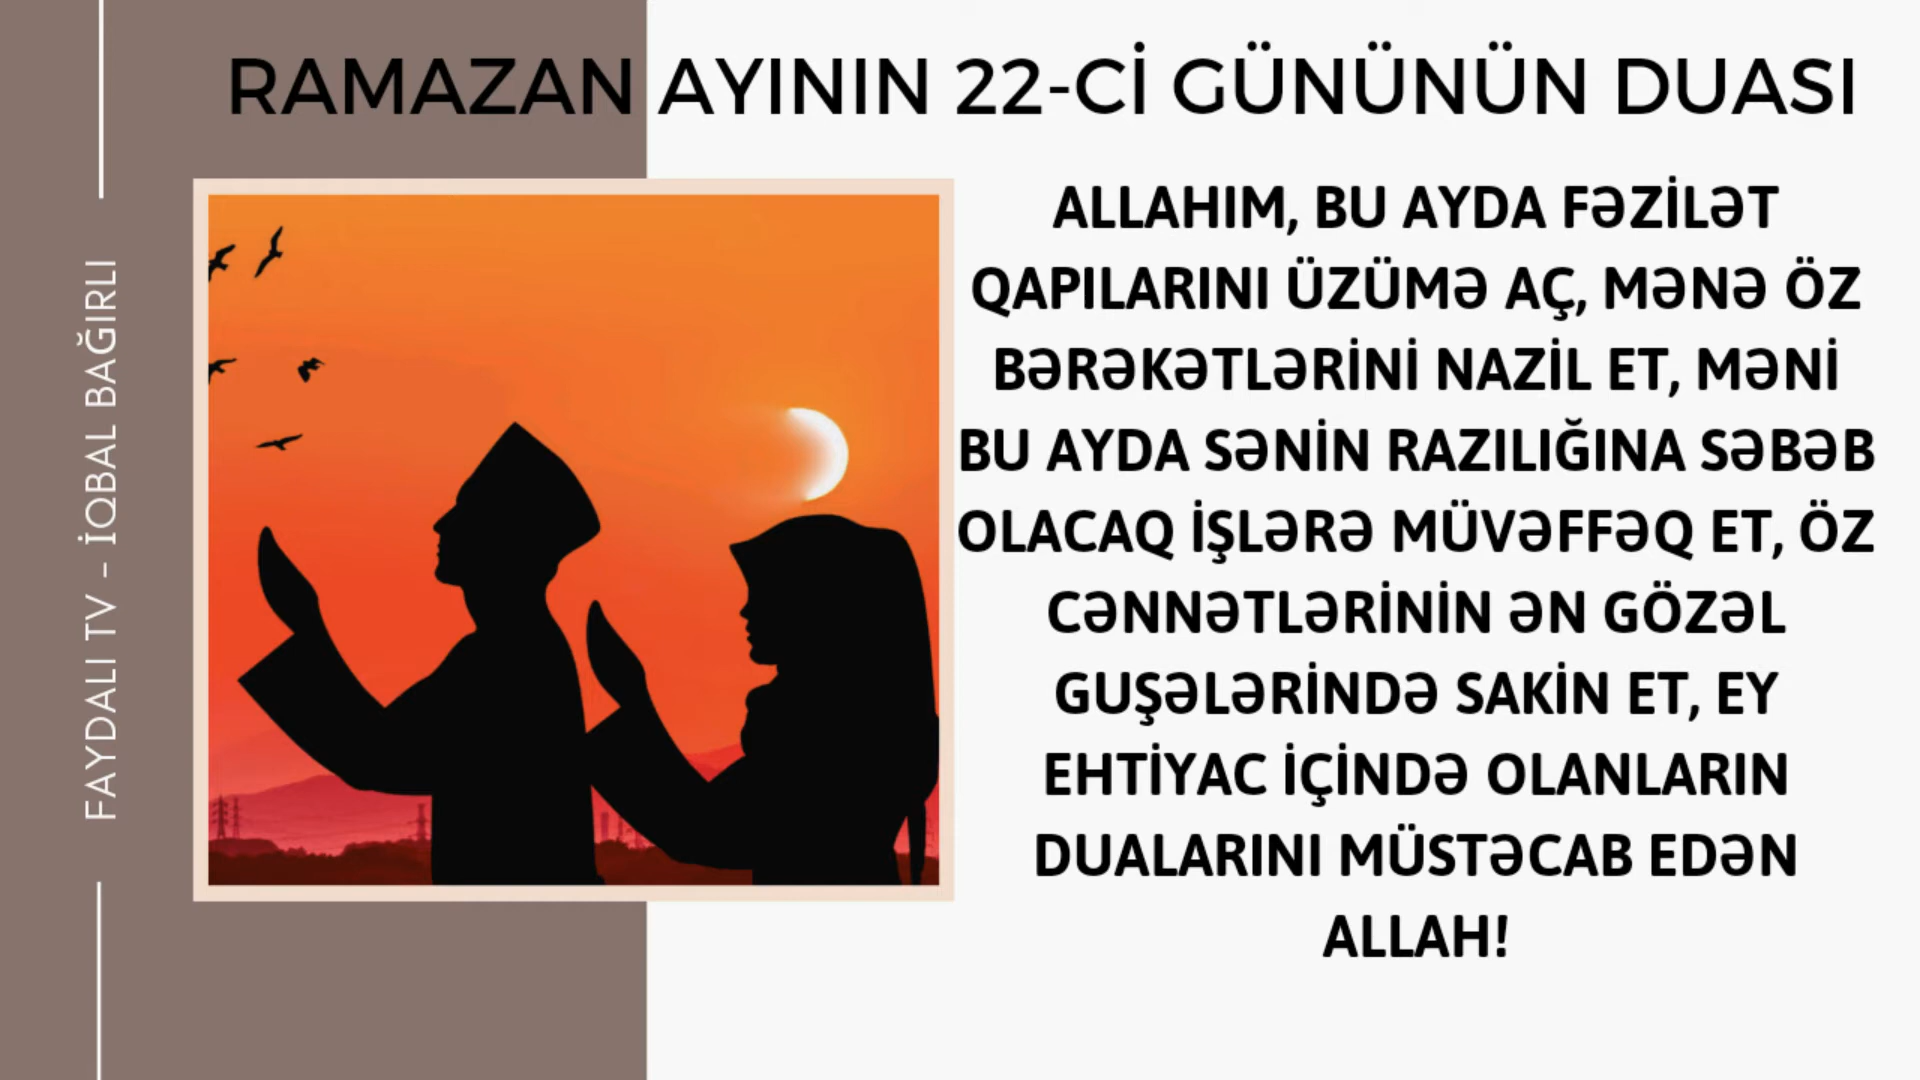 RAMAZAN AYININ 22-Cİ GÜNÜNÜN DUASI
FAYDALI TV - İQBAL BAĞIRLI
ALLAHIM, BU AYDA FƏZİLƏT
QAPILARINI ÜZÜMƏ AÇ, MƏNƏ ÖZ
BƏRƏKƏTLƏRİNİ NAZİL ET, MƏNİ
BU AYDA SƏNİN RAZILIĞINA SƏBƏB
OLACAQ İŞLƏRƏ MÜVƏFFƏQ ET, ÖZ
CƏNNƏTLƏRİNİN ƏN GÖZƏL
GUŞƏLƏRİNDƏ SAKİN ET, EY
EHTİYAC İÇİNDƏ OLANLARIN
DUALARINI MÜSTƏCAB EDƏN
ALLAH!